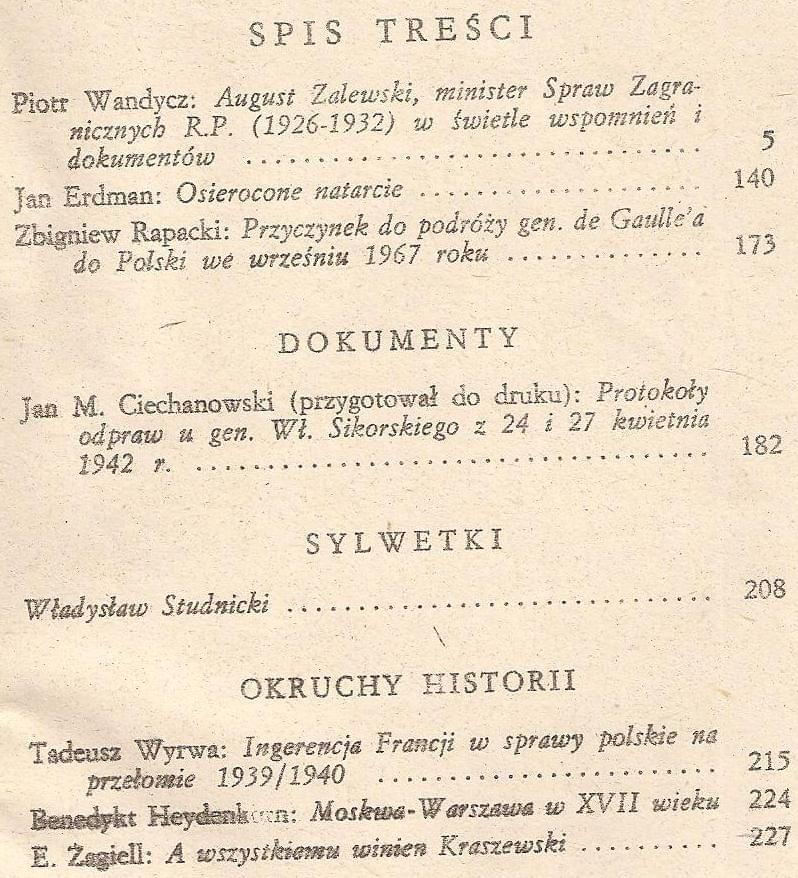 SPIS TREŚCI
Piotr Wandycz: August Zalewski, minister Spraw Zagra-
nicznych R.P. (1926-1932) w świetle wspomnień i
dokumentów .................................. 5
Jan Erdman: Osierocone natarcie ..................... 140
Zbigniew Rapacki: Przyczynek do podróży gen. de Gaulle'a
do Polski we wrześniu 1967 roku ............... 173
DOKUMENTY
Jan M. Ciechanowski (przygotował do druku): Protokoły
odpraw u gen. Wł. Sikorskiego z 24 i 27 kwietnia
1942 r. ...................................... 182
SYLWETKI
Władysław Studnicki ................................ 208
OKRUCHY HISTORII
Tadeusz Wyrwa: Ingerencja Francji w sprawy polskie na
przełomie 1939/1940 ......................... 215
Benedykt : Moskwa-Warszawa w XVII wieku 224
E. Żagiell: A wszystkiemu winien Kraszewski .......... 227